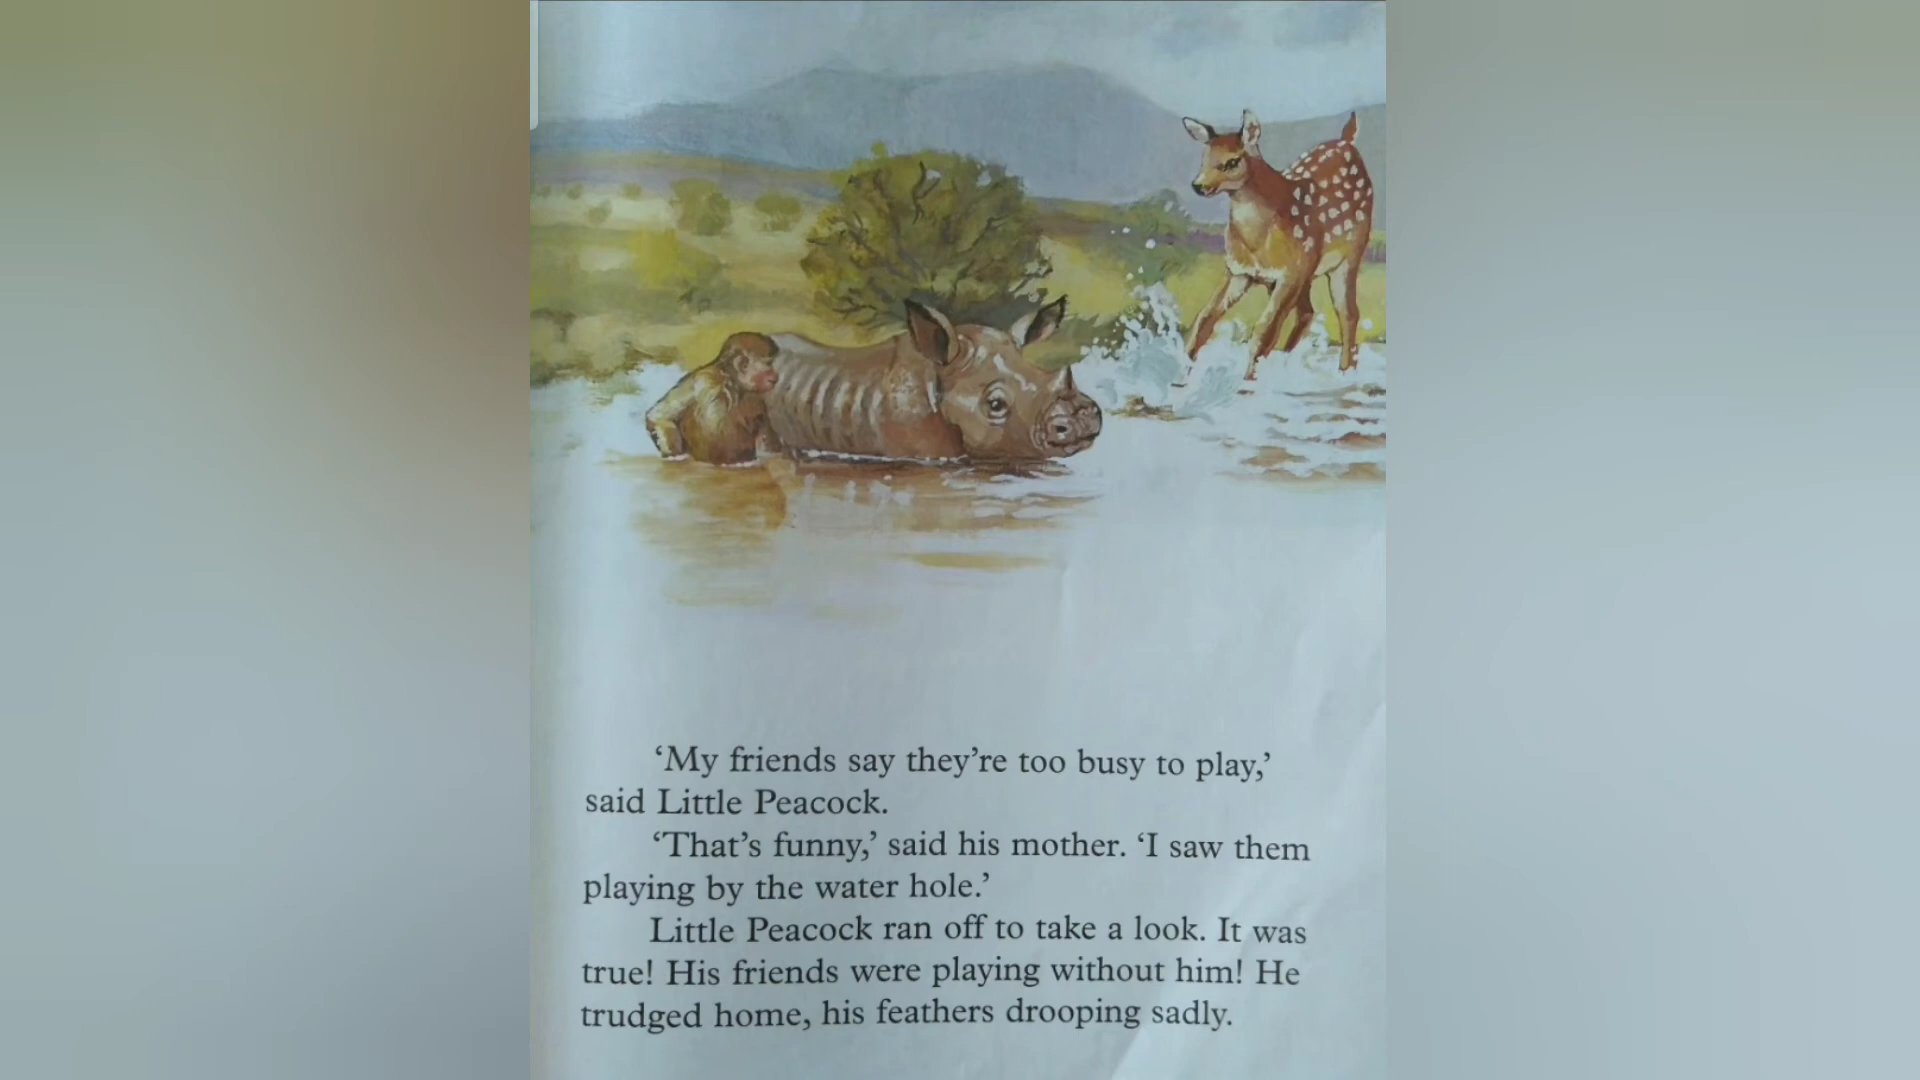 ‘My friends say they’re too busy to play,’
said Little Peacock.
‘That’s funny,’ said his mother. ‘I saw them
playing by the water hole.’
Little Peacock ran off to take a look. It was
true! His friends were playing without him! He
trudged home, his feathers drooping sadly.